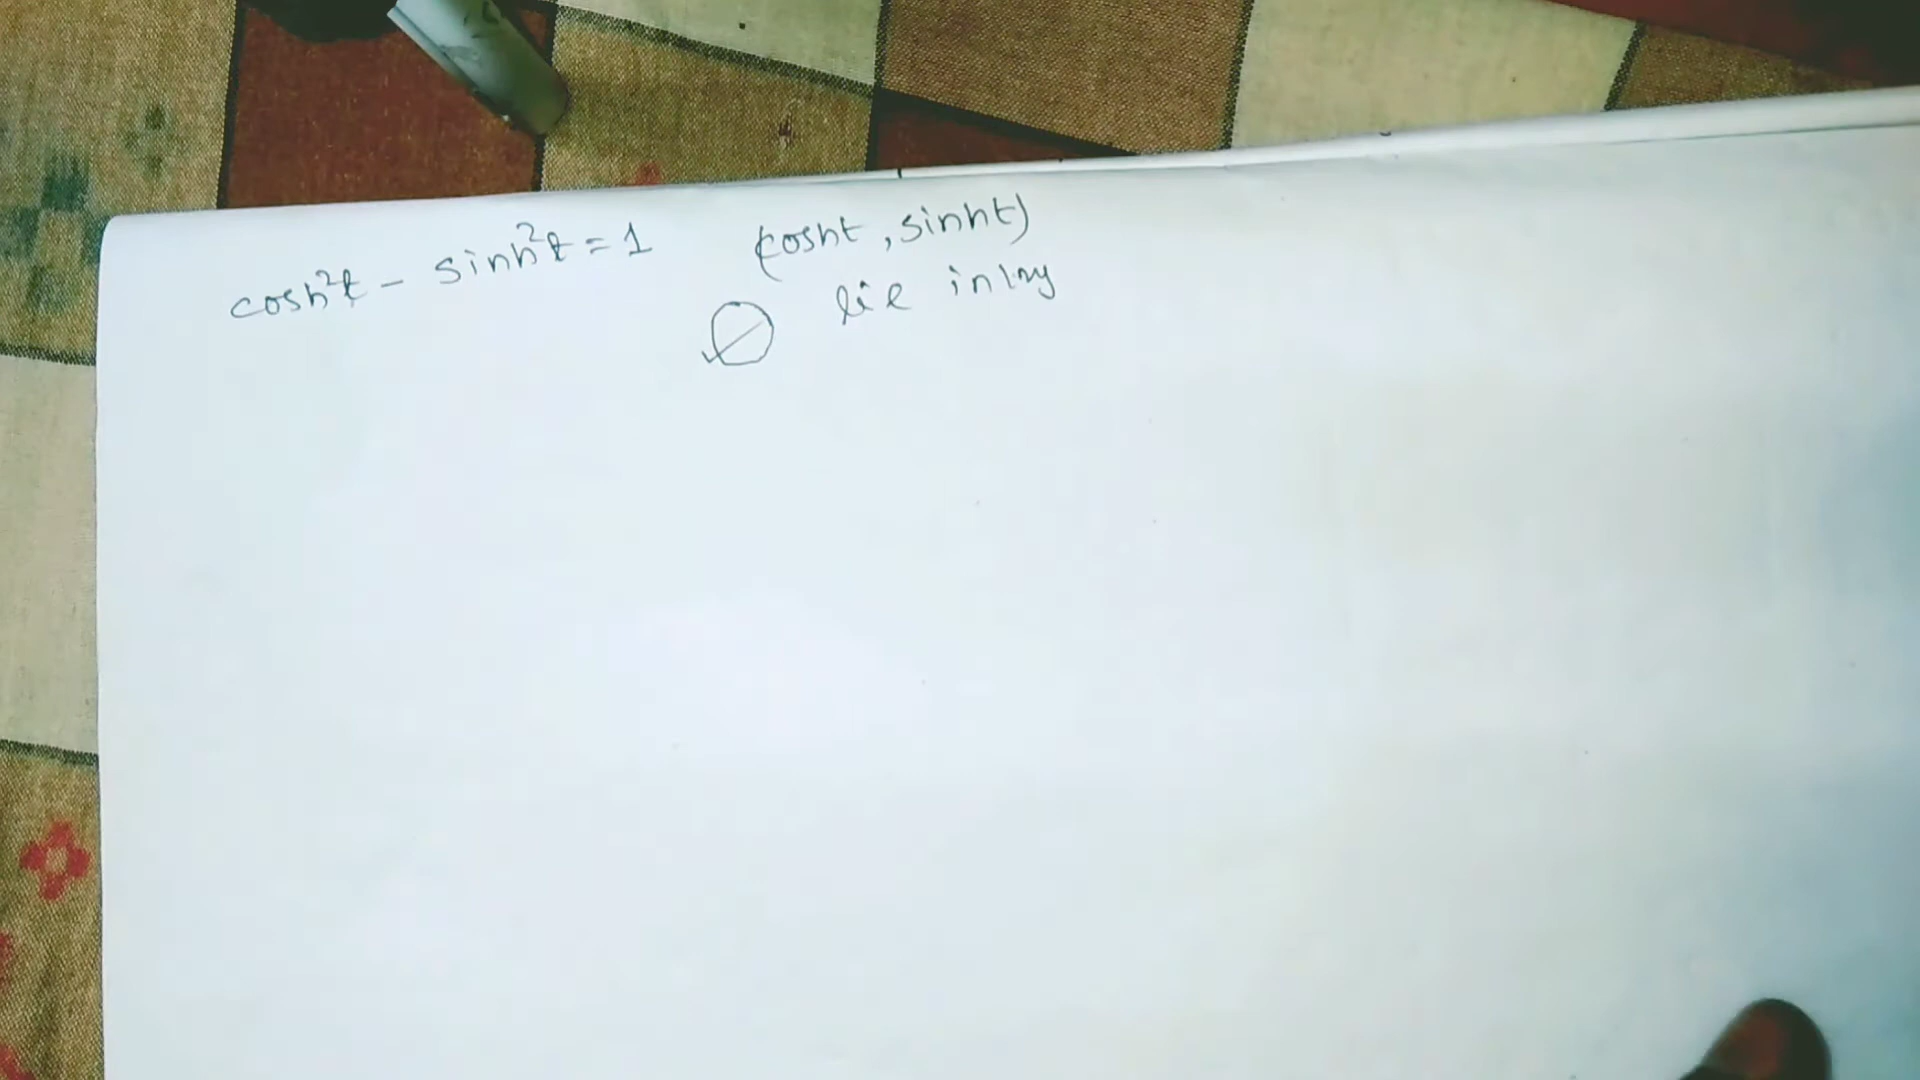 cosh²t - sinh²t = 1 (cosht, sinht)
lie in